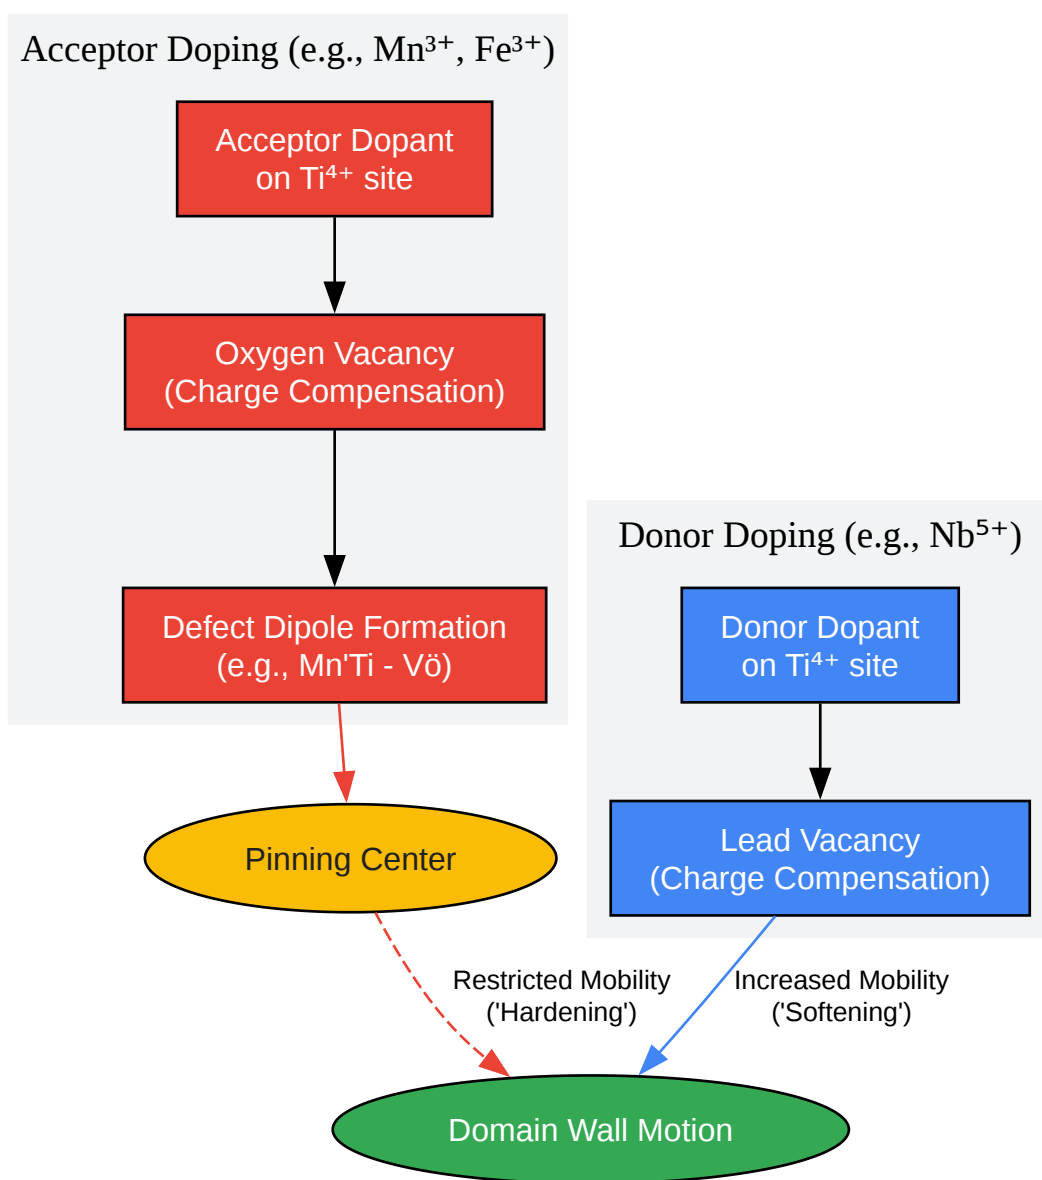 Acceptor Doping (e.g., Mn³⁺, Fe³⁺)
Acceptor Dopant
on Ti⁴⁺ site
Oxygen Vacancy
(Charge Compensation)
Defect Dipole Formation
(e.g., Mn'Ti - Vö)
Pinning Center
Donor Doping (e.g., Nb⁵⁺)
Donor Dopant
on Ti⁴⁺ site
Lead Vacancy
(Charge Compensation)
Restricted Mobility
('Hardening')
Increased Mobility
('Softening')
Domain Wall Motion